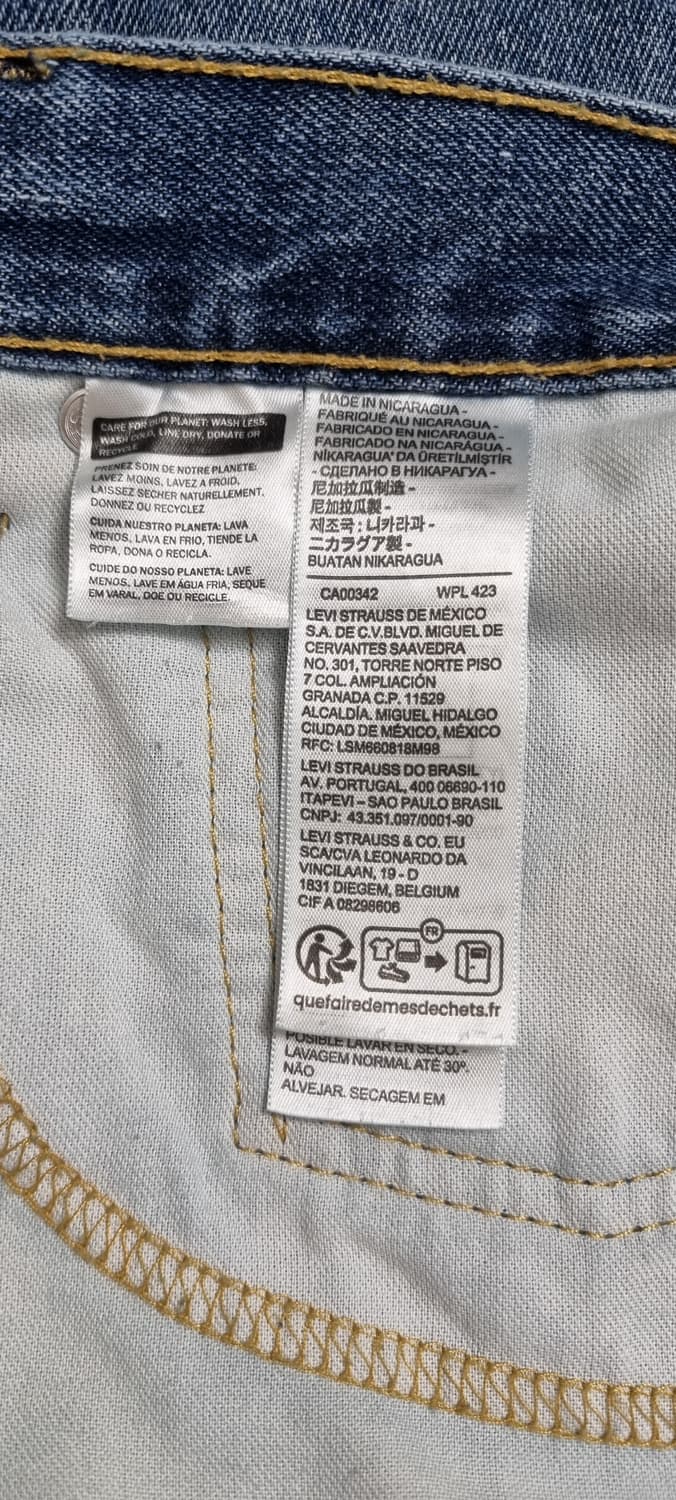 CARE FOR OUR PLANET: WASH LESS,
WASH COLD, LINE DRY, DONATE OR
RECYCLE
PRENEZ SOIN DE NOTRE PLANETE:
LAVEZ MOINS, LAVEZ A FROID,
LAISSEZ SECHER NATURELLEMENT,
DONNEZ OU RECYCLEZ
CUIDA NUESTRO PLANETA: LAVA
MENOS, LAVA EN FRIO, TIENDE LA
ROPA, DONA O RECICLA.
CUIDE DO NOSSO PLANETA: LAVE
MENOS, LAVE EM ÁGUA FRIA, SEQUE
EM VARAL, DOE OU RECICLE.
MADE IN NICARAGUA -
FABRIQUÉ AU NICARAGUA -
FABRICADO EN NICARAGUA -
FABRICADO NA NICARÁGUA -
NİKARAGUA' DA ÜRETİLMİŞTİR
- СДЕЛАНО В НИКАРАГУА -
尼加拉瓜制造 -
尼加拉瓜製 -
제조국 : 니카라과 -
ニカラグア製 -
BUATAN NIKARAGUA
CA00342 WPL 423
LEVI STRAUSS DE MÉXICO
S.A. DE C.V.BLVD. MIGUEL DE
CERVANTES SAAVEDRA
NO. 301, TORRE NORTE PISO
7 COL. AMPLIACIÓN
GRANADA C.P. 11529
ALCALDÍA. MIGUEL HIDALGO
CIUDAD DE MÉXICO, MÉXICO
RFC: LSM660818M98
LEVI STRAUSS DO BRASIL
AV. PORTUGAL, 400 06690-110
ITAPEVI – SAO PAULO BRASIL
CNPJ: 43.351.097/0001-90
LEVI STRAUSS & CO. EU
SCA/CVA LEONARDO DA
VINCILAAN, 19 - D
1831 DIEGEM, BELGIUM
CIF A 08298606
FR
quefairedemesdechets.fr
POSIBLE LAVAR EN SECO. -
LAVAGEM NORMAL ATÉ 30º.
NÃO
ALVEJAR. SECAGEM EM